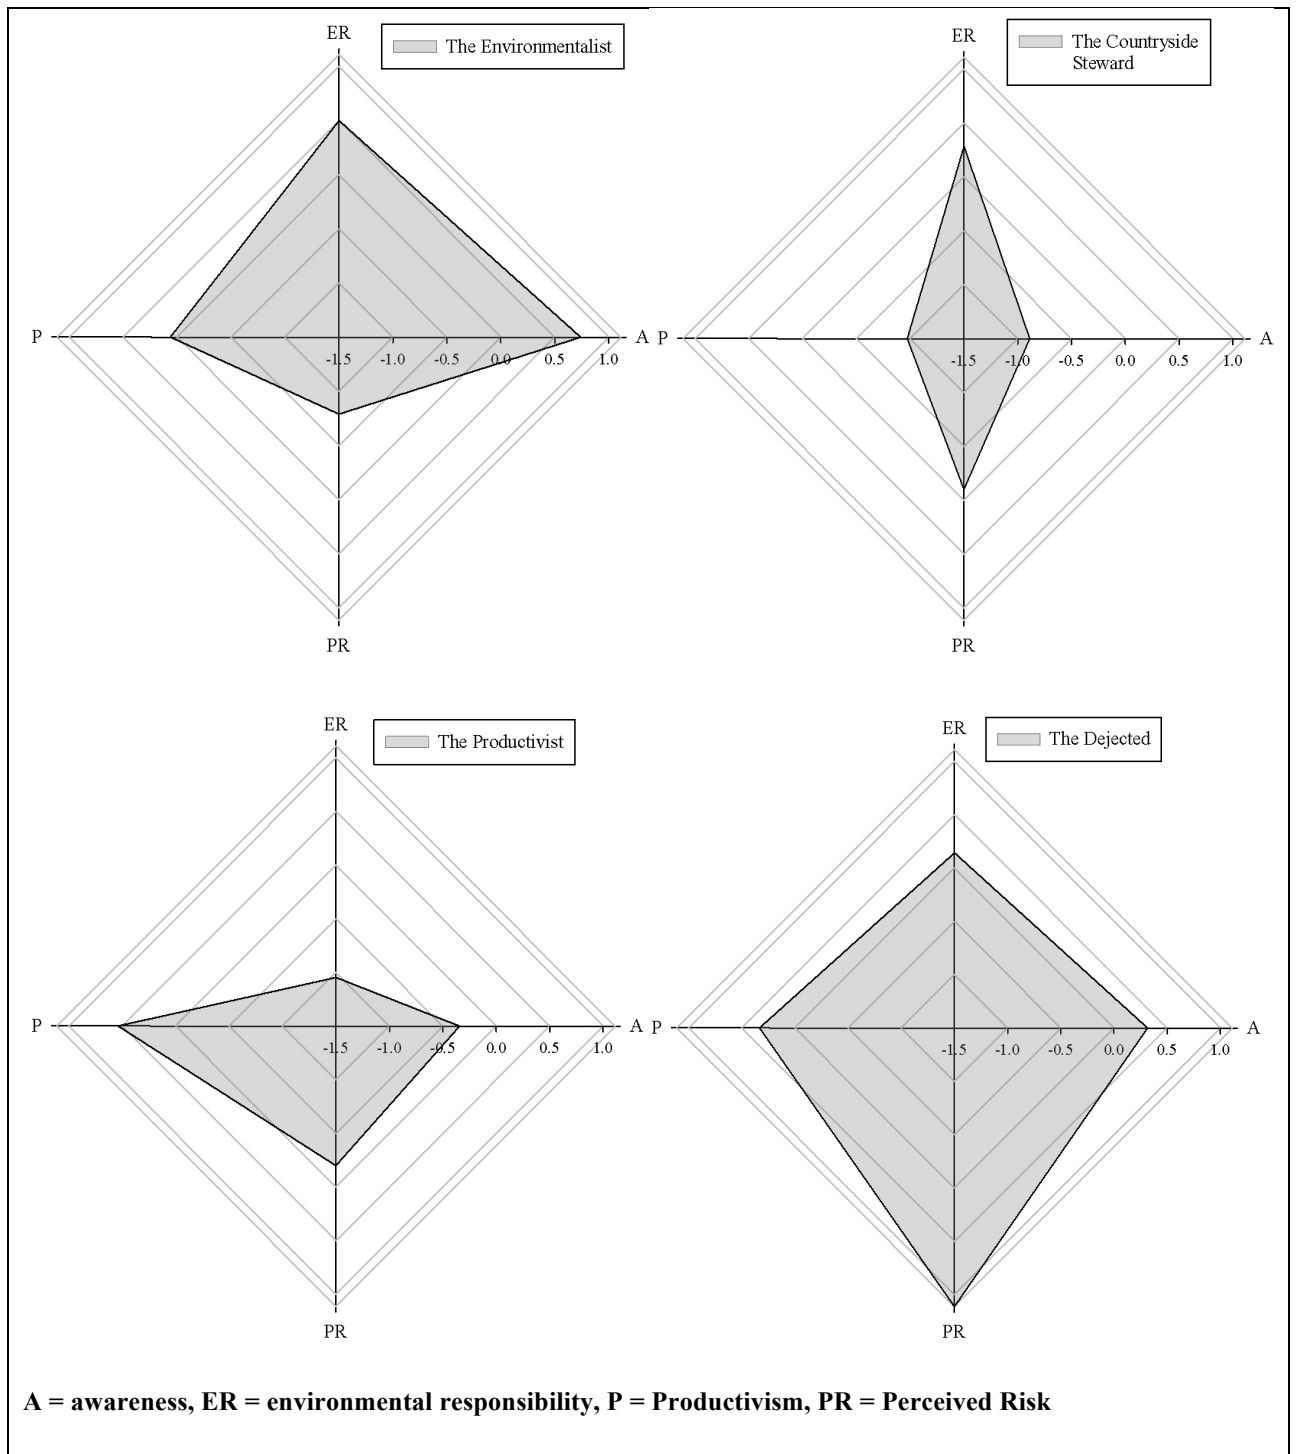 ER
The Environmentalist
P
A
-1.5 -1.0 -0.5 0.0 0.5 1.0
PR
ER
The Countryside
Steward
P
A
-1.5 -1.0 -0.5 0.0 0.5 1.0
PR
ER
The Productivist
P
A
-1.5 -1.0 -0.5 0.0 0.5 1.0
PR
ER
The Dejected
P
A
-1.5 -1.0 -0.5 0.0 0.5 1.0
PR
A = awareness, ER = environmental responsibility, P = Productivism, PR = Perceived Risk